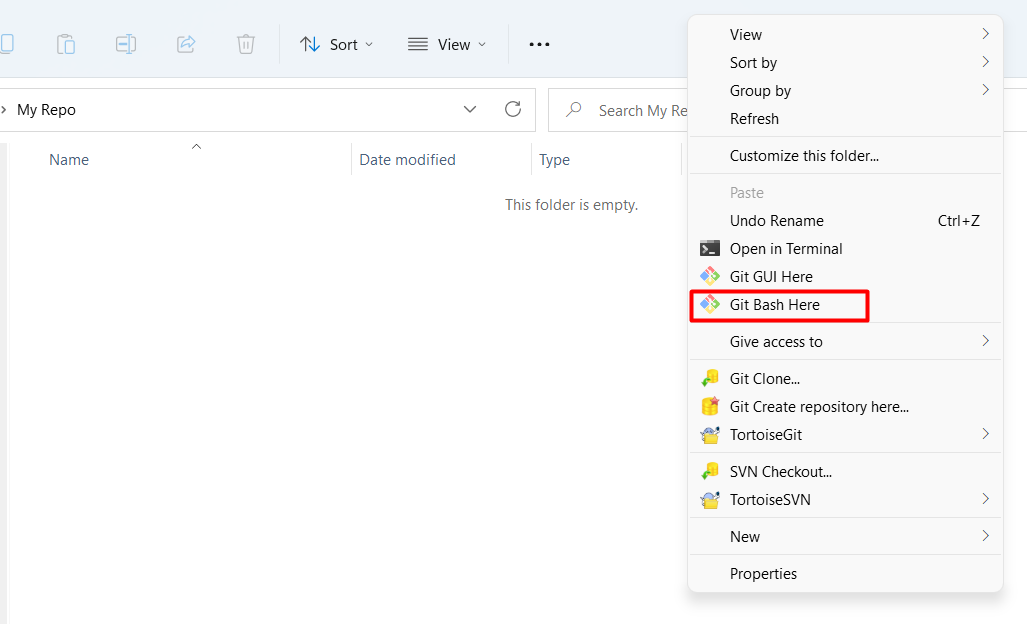 Sort
View
My Repo
Search My Re
Name
Date modified
Type
This folder is empty.
View
Sort by
Group by
Refresh
Customize this folder...
Paste
Undo Rename Ctrl+Z
Open in Terminal
Git GUI Here
Git Bash Here
Give access to
Git Clone...
Git Create repository here...
TortoiseGit
SVN Checkout...
TortoiseSVN
New
Properties